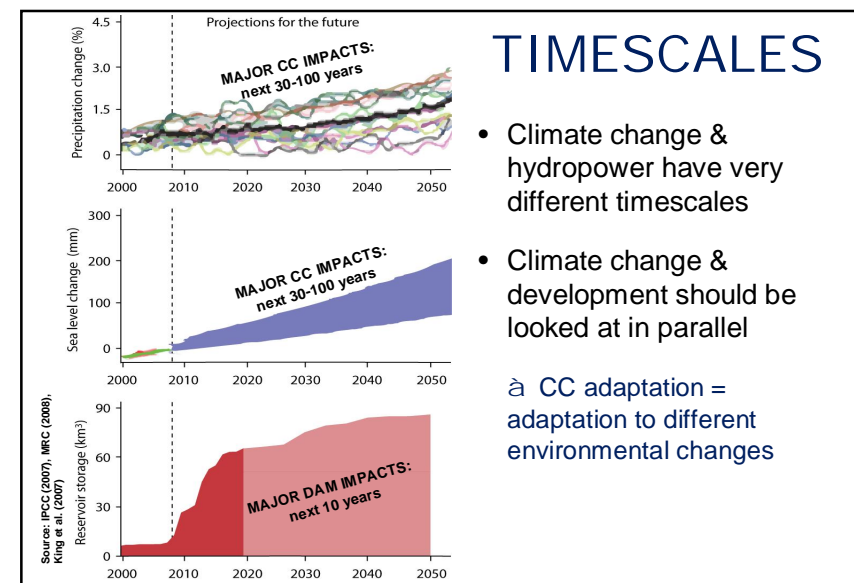 Projections for the future
Precipitation change (%)
4.5
3.0
1.5
0
MAJOR CC IMPACTS:
next 30-100 years
2000 2010 2020 2030 2040 2050
Sea level change (mm)
300
200
100
0
MAJOR CC IMPACTS:
next 30-100 years
2000 2010 2020 2030 2040 2050
Reservoir storage (km³)
90
60
30
0
MAJOR DAM IMPACTS:
next 10 years
2000 2010 2020 2030 2040 2050
Source: IPCC (2007), MRC (2008),
King et al. (2007)
TIMESCALES
• Climate change &
hydropower have very
different timescales
• Climate change &
development should be
looked at in parallel
à CC adaptation =
adaptation to different
environmental changes